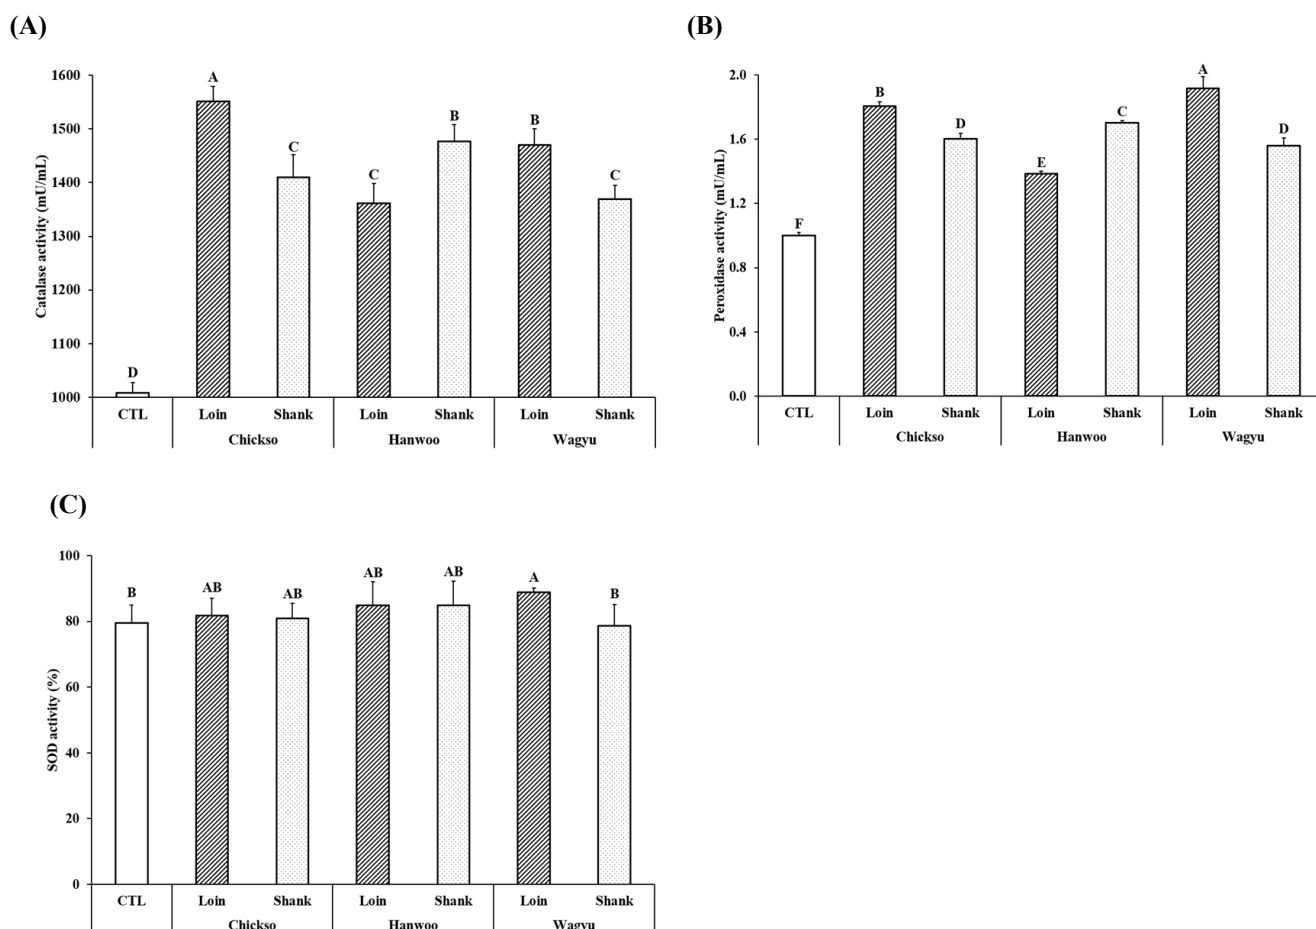 (A)
Catalase activity (mU/mL)
1600
1500
1400
1300
1200
1100
1000
D
A
C
C
B
B
C
CTL
Loin
Shank
Loin
Shank
Loin
Shank
Chickso
Hanwoo
Wagyu
(B)
Peroxidase activity (mU/mL)
2.0
1.6
1.2
0.8
0.4
0.0
F
B
D
E
C
A
D
CTL
Loin
Shank
Loin
Shank
Loin
Shank
Chickso
Hanwoo
Wagyu
(C)
SOD activity (%)
100
80
60
40
20
0
B
AB
AB
AB
AB
A
B
CTL
Loin
Shank
Loin
Shank
Loin
Shank
Chickso
Hanwoo
Wagyu